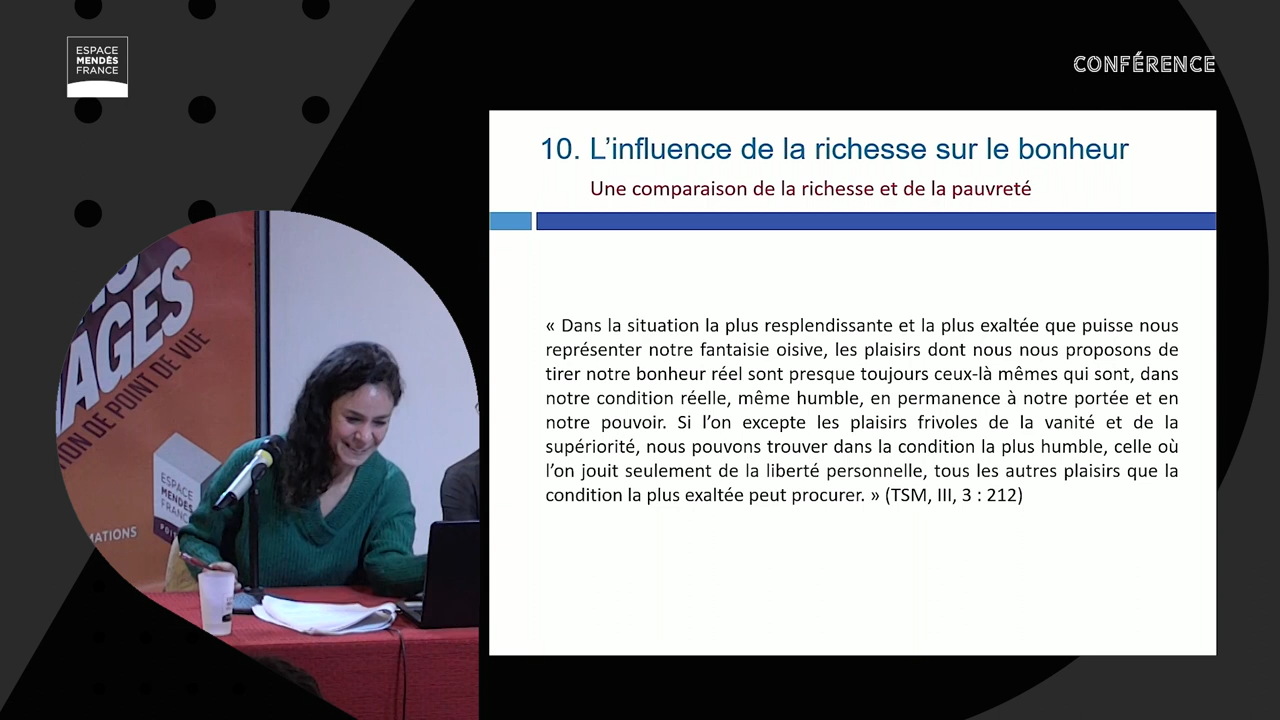 ESPACE
MENDÈS
FRANCE
CONFÉRENCE
10. L’influence de la richesse sur le bonheur
Une comparaison de la richesse et de la pauvreté
« Dans la situation la plus resplendissante et la plus exaltée que puisse nous
représenter notre fantaisie oisive, les plaisirs dont nous nous proposons de
tirer notre bonheur réel sont presque toujours ceux-là mêmes qui sont, dans
notre condition réelle, même humble, en permanence à notre portée et en
notre pouvoir. Si l’on excepte les plaisirs frivoles de la vanité et de la
supériorité, nous pouvons trouver dans la condition la plus humble, celle où
l’on jouit seulement de la liberté personnelle, tous les autres plaisirs que la
condition la plus exaltée peut procurer. » (TSM, III, 3 : 212)
AGES
ION DE POINT DE VUE
ESPACE
MENDÈS
FRANCE
MATIONS